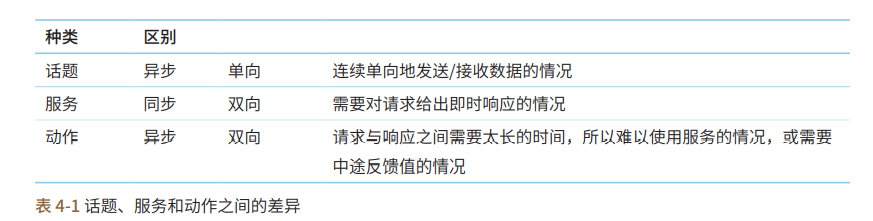 种类 区别
话题 异步 单向 连续单向地发送/接收数据的情况
服务 同步 双向 需要对请求给出即时响应的情况
动作 异步 双向 请求与响应之间需要太长的时间，所以难以使用服务的情况，或需要
中途反馈值的情况
表 4-1 话题、服务和动作之间的差异